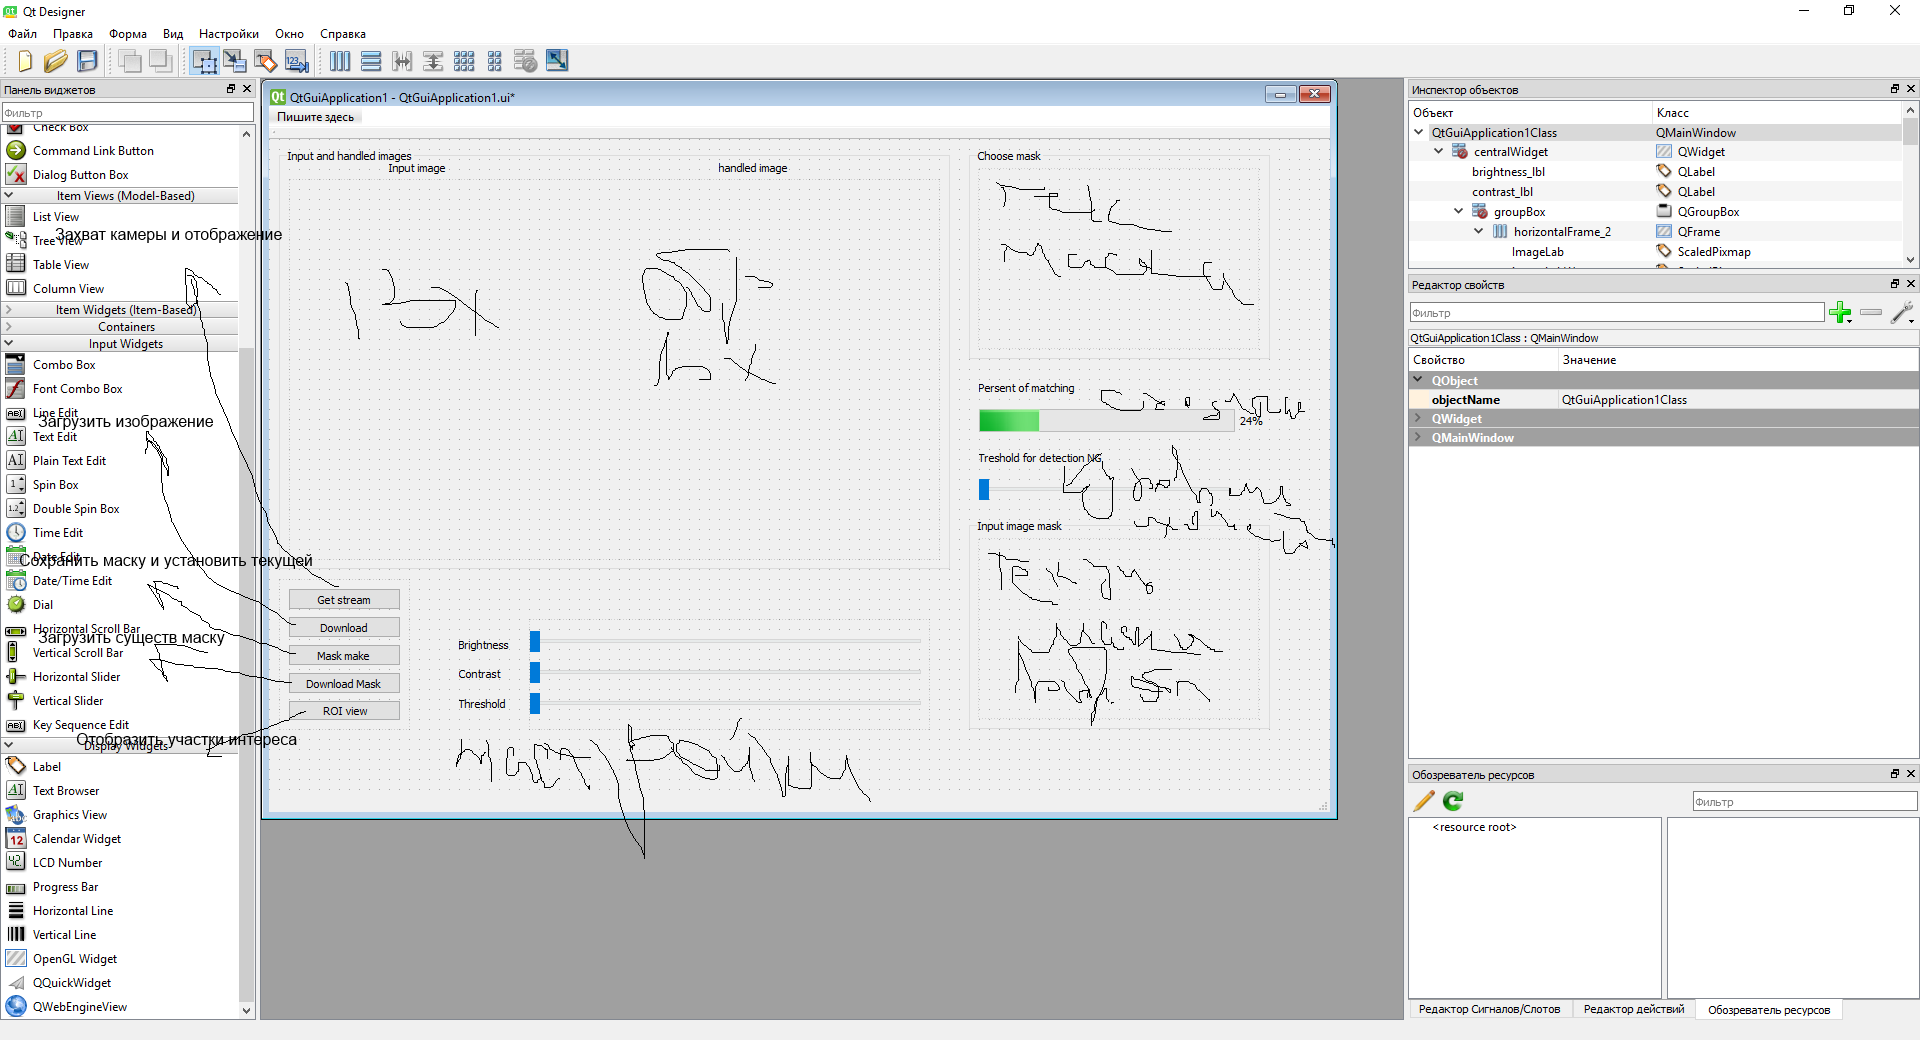 Qt Designer
Файл Правка Форма Вид Настройки Окно Справка
Панель виджетов
Фильтр
Check Box
Command Link Button
Dialog Button Box
Item Views (Model-Based)
List View
Захват камеры и отображение
Tree View
Table View
Column View
Item Widgets (Item-Based)
Containers
Input Widgets
Combo Box
Font Combo Box
Line Edit
Загрузить изображение
Text Edit
Plain Text Edit
Spin Box
Double Spin Box
Time Edit
Date Edit
Сохранить маску и установить текущей
Date/Time Edit
Dial
Horizontal Scroll Bar
Загрузить существ маску
Vertical Scroll Bar
Horizontal Slider
Vertical Slider
Key Sequence Edit
Отобразить участки интереса
Display Widgets
Label
Text Browser
Graphics View
Calendar Widget
LCD Number
Progress Bar
Horizontal Line
Vertical Line
OpenGL Widget
QQuickWidget
QWebEngineView
QtGuiApplication1 - QtGuiApplication1.ui*
Пишите здесь
Input and handled images
Input image handled image
Get stream
Download
Mask make
Download Mask
ROI view
Brightness
Contrast
Threshold
Choose mask
Persent of matching
24%
Treshold for detection NG
Input image mask
Инспектор объектов
Объект Класс
QtGuiApplication1Class QMainWindow
centralWidget QWidget
brightness_lbl QLabel
contrast_lbl QLabel
groupBox QGroupBox
horizontalFrame_2 QFrame
ImageLab ScaledPixmap
Редактор свойств
Фильтр
QtGuiApplication1Class : QMainWindow
Свойство Значение
QObject
objectName QtGuiApplication1Class
QWidget
QMainWindow
Обозреватель ресурсов
Фильтр
<resource root>
Редактор Сигналов/Слотов Редактор действий Обозреватель ресурсов